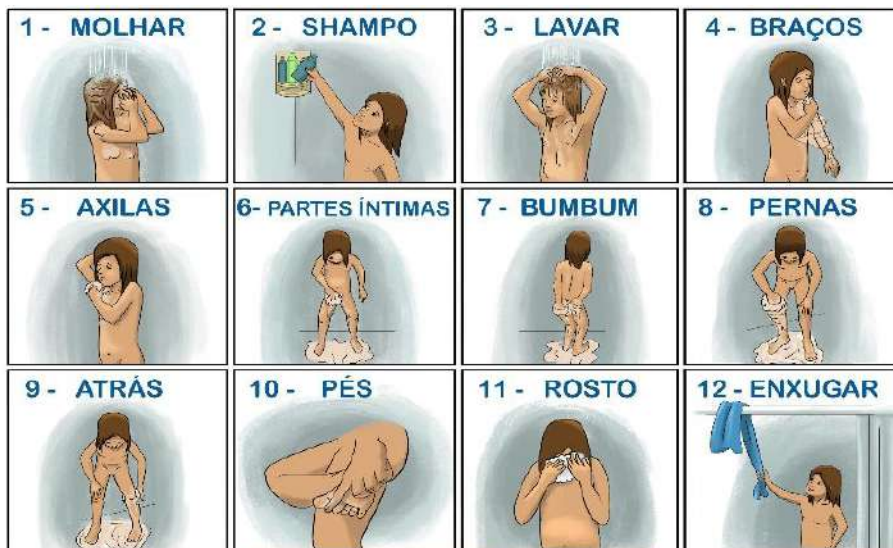 1 - MOLHAR
2 - SHAMPO
3 - LAVAR
4 - BRAÇOS
5 - AXILAS
6- PARTES ÍNTIMAS
7 - BUMBUM
8 - PERNAS
9 - ATRÁS
10 - PÉS
11 - ROSTO
12 - ENXUGAR